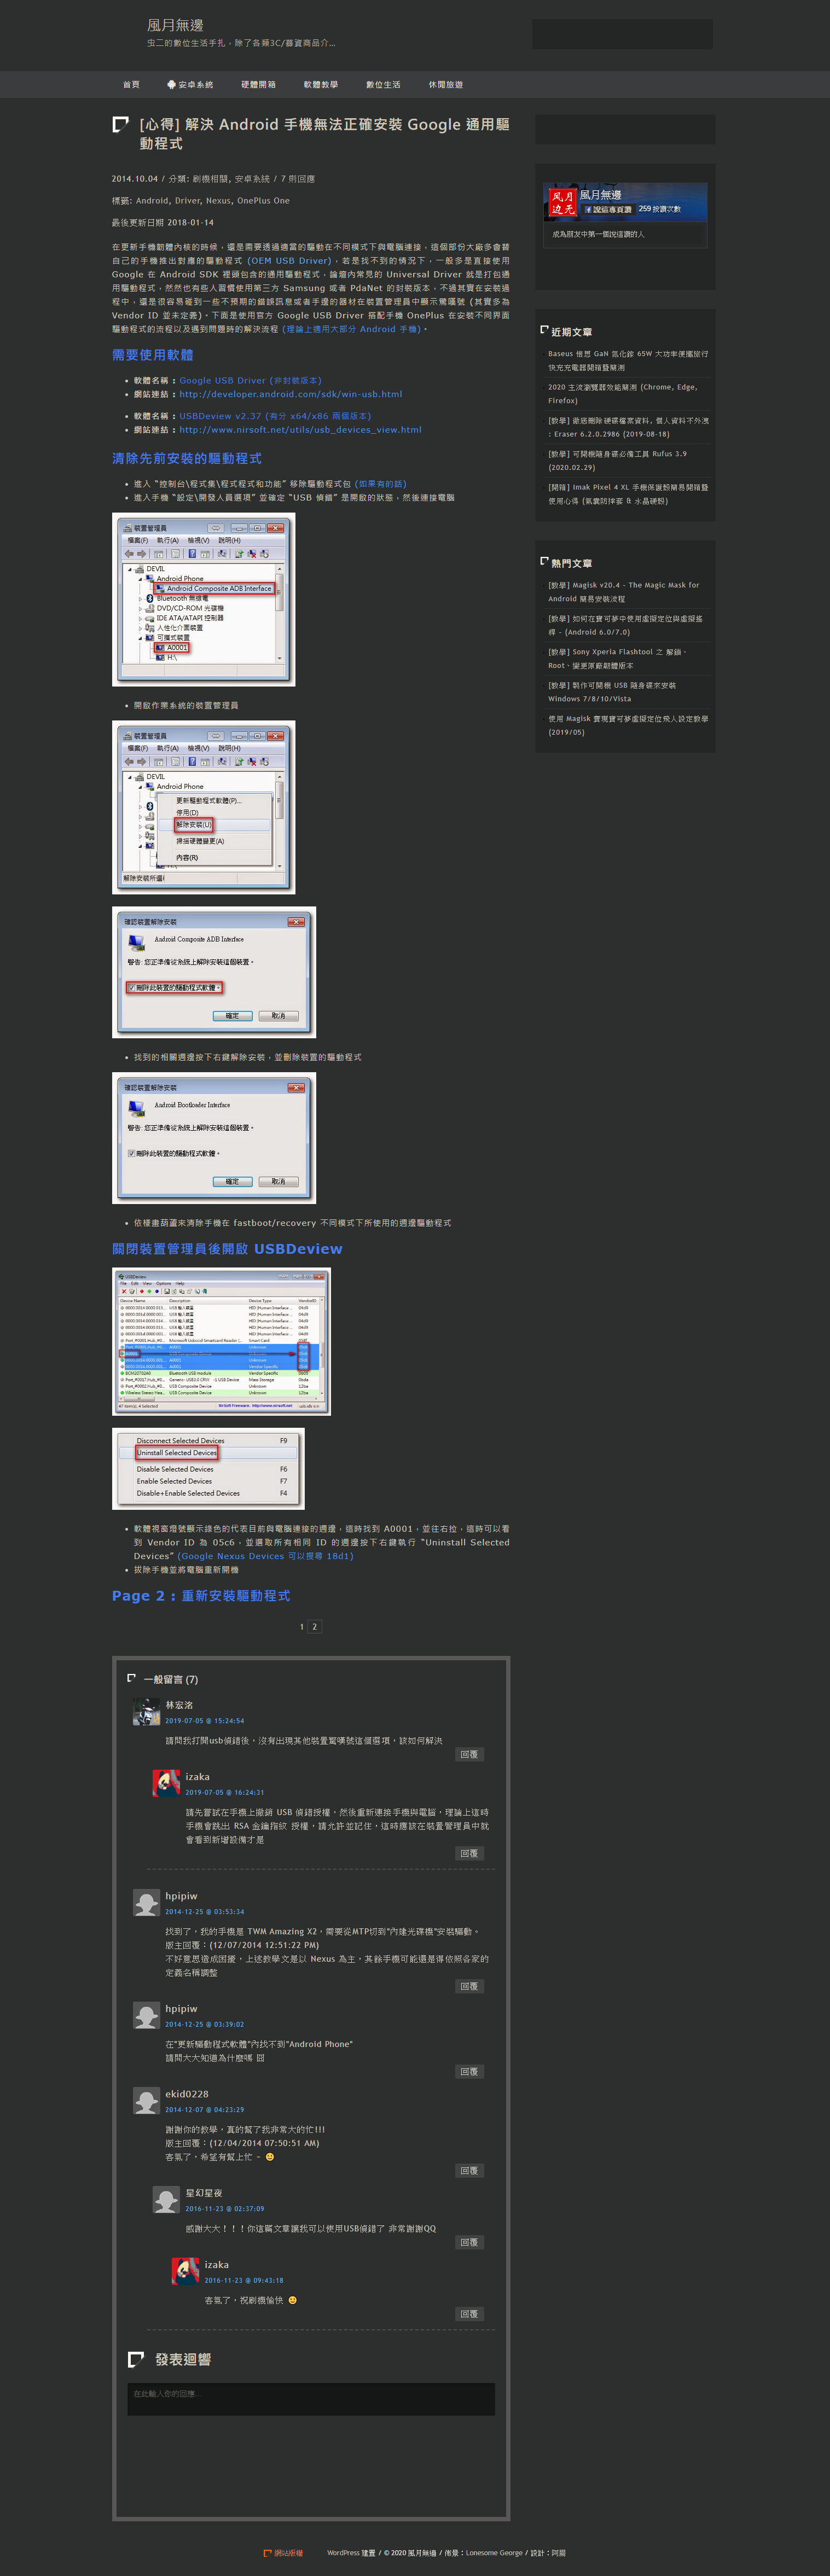 風月無邊
虫二的數位生活手扎，除了各類3C/尋寶商品介...
首頁
安卓系統
硬體開箱
軟體教學
數位生活
休閒旅遊
[心得] 解決 Android 手機無法正確安裝 Google 通用驅
動程式
2014.10.04 / 分類: 刷機相關, 安卓系統 / 7 則回應
標籤: Android, Driver, Nexus, OnePlus One
最後更新日期 2018-01-14
在更新手機韌體內核的時候，還是需要透過適當的驅動在不同模式下與電腦連接，這個部份大廠多會替
自己的手機推出對應的驅動程式 (OEM USB Driver)，若是找不到的情況下，一般多是直接使用
Google 在 Android SDK 裡頭包含的通用驅動程式，論壇內常見的 Universal Driver 就是打包通
用驅動程式，然然也有些人習慣使用第三方 Samsung 或者 PdaNet 的封裝版本，不過其實在安裝過
程中，還是很容易碰到一些不預期的錯誤訊息或者手邊的器材在裝置管理員中顯示驚嘆號 (其實多為
Vendor ID 並未定義)。下面是使用官方 Google USB Driver 搭配手機 OnePlus 在安裝不同界面
驅動程式的流程以及遇到問題時的解決流程 (理論上適用大部分 Android 手機)。
需要使用軟體
軟體名稱 : Google USB Driver (非封裝版本)
網站連結 : http://developer.android.com/sdk/win-usb.html
軟體名稱 : USBDeview v2.37 (有分 x64/x86 兩個版本)
網站連結 : http://www.nirsoft.net/utils/usb_devices_view.html
清除先前安裝的驅動程式
進入 “控制台\程式集\程式程式和功能” 移除驅動程式包 (如果有的話)
進入手機 “設定\開發人員選項” 並確定 “USB 偵錯” 是開啟的狀態，然後連接電腦
裝置管理員
檔案(F) 執行(A) 檢視(V) 說明(H)
DEVIL
Android Phone
Android Composite ADB Interface
Bluetooth 無線電
DVD/CD-ROM 光碟機
IDE ATA/ATAPI 控制器
人性化介面裝置
可攜式裝置
A0001
H:\
開啟作業系統的裝置管理員
裝置管理員
檔案(F) 執行(A) 檢視(V) 說明(H)
DEVIL
Android Phone
更新驅動程式軟體(P)...
停用(D)
解除安裝(U)
掃描硬體變更(A)
內容(R)
解除安裝所選
確認裝置解除安裝
Android Composite ADB Interface
警告: 您正準備從系統上解除安裝這個裝置。
刪除此裝置的驅動程式軟體。
確定 取消
找到的相關週邊按下右鍵解除安裝，並刪除裝置的驅動程式
確認裝置解除安裝
Android Bootloader Interface
警告: 您正準備從系統上解除安裝這個裝置。
刪除此裝置的驅動程式軟體。
確定 取消
依樣畫葫蘆來清除手機在 fastboot/recovery 不同模式下所使用的週邊驅動程式
關閉裝置管理員後開啟 USBDeview
USBDeview
File Edit View Options Help
Device Name Description Device Type VendorID
Disconnect Selected Devices F9
Uninstall Selected Devices
Disable Selected Devices F6
Enable Selected Devices F7
Disable+Enable Selected Devices F4
軟體視窗燈號顯示綠色的代表目前與電腦連接的週邊，這時找到 A0001，並往右拉，這時可以看
到 Vendor ID 為 05c6，並選取所有相同 ID 的週邊按下右鍵執行 “Uninstall Selected
Devices” (Google Nexus Devices 可以搜尋 18d1)
拔除手機並將電腦重新開機
Page 2 : 重新安裝驅動程式
1 2
一般留言 (7)
林宏洺
2019-07-05 @ 15:24:54
請問我打開usb偵錯後，沒有出現其他裝置驚嘆號這個選項，該如何解決
回覆
izaka
2019-07-05 @ 16:24:31
請先嘗試在手機上撤銷 USB 偵錯授權，然後重新連接手機與電腦，理論上這時
手機會跳出 RSA 金鑰指紋 授權，請允許並記住，這時應該在裝置管理員中就
會看到新增設備才是
回覆
hpipiw
2014-12-25 @ 03:53:34
找到了，我的手機是 TWM Amazing X2，需要從MTP切到"內建光碟機"安裝驅動。
版主回覆：(12/07/2014 12:51:22 PM)
不好意思造成困擾，上述教學文是以 Nexus 為主，其餘手機可能還是得依照各家的
定義名稱調整
回覆
hpipiw
2014-12-25 @ 03:39:02
在"更新驅動程式軟體"內找不到"Android Phone"
請問大大知道為什麼嗎 囧
回覆
ekid0228
2014-12-07 @ 04:23:29
謝謝你的教學，真的幫了我非常大的忙!!!
版主回覆：(12/04/2014 07:50:51 AM)
客氣了，希望有幫上忙 ~
回覆
星幻星夜
2016-11-23 @ 02:37:09
感謝大大！！！你這篇文章讓我可以使用USB偵錯了 非常謝謝QQ
回覆
izaka
2016-11-23 @ 09:43:18
客氣了，祝刷機愉快
回覆
發表迴響
在此輸入你的回應...
風月無邊
說這專頁讚 259 按讚次數
成為朋友中第一個說這讚的人
近期文章
Baseus 倍思 GaN 氮化鎵 65W 大功率便攜旅行
快充充電器開箱暨簡測
2020 主流瀏覽器效能簡測 (Chrome, Edge,
Firefox)
[教學] 徹底刪除硬碟檔案資料, 個人資料不外洩
: Eraser 6.2.0.2986 (2019-08-18)
[教學] 可開機隨身碟必備工具 Rufus 3.9
(2020.02.29)
[開箱] Imak Pixel 4 XL 手機保護殼簡易開箱暨
使用心得 (氣囊防摔套 & 水晶硬殼)
熱門文章
[教學] Magisk v20.4 - The Magic Mask for
Android 簡易安裝流程
[教學] 如何在寶可夢中使用虛擬定位與虛擬搖
桿 - (Android 6.0/7.0)
[教學] Sony Xperia Flashtool 之 解鎖、
Root、變更原廠韌體版本
[教學] 製作可開機 USB 隨身碟來安裝
Windows 7/8/10/Vista
使用 Magisk 實現寶可夢虛擬定位飛人設定教學
(2019/05)
網站版權
WordPress 建置 / © 2020 風月無邊 / 佈景：Lonesome George / 設計：阿腸